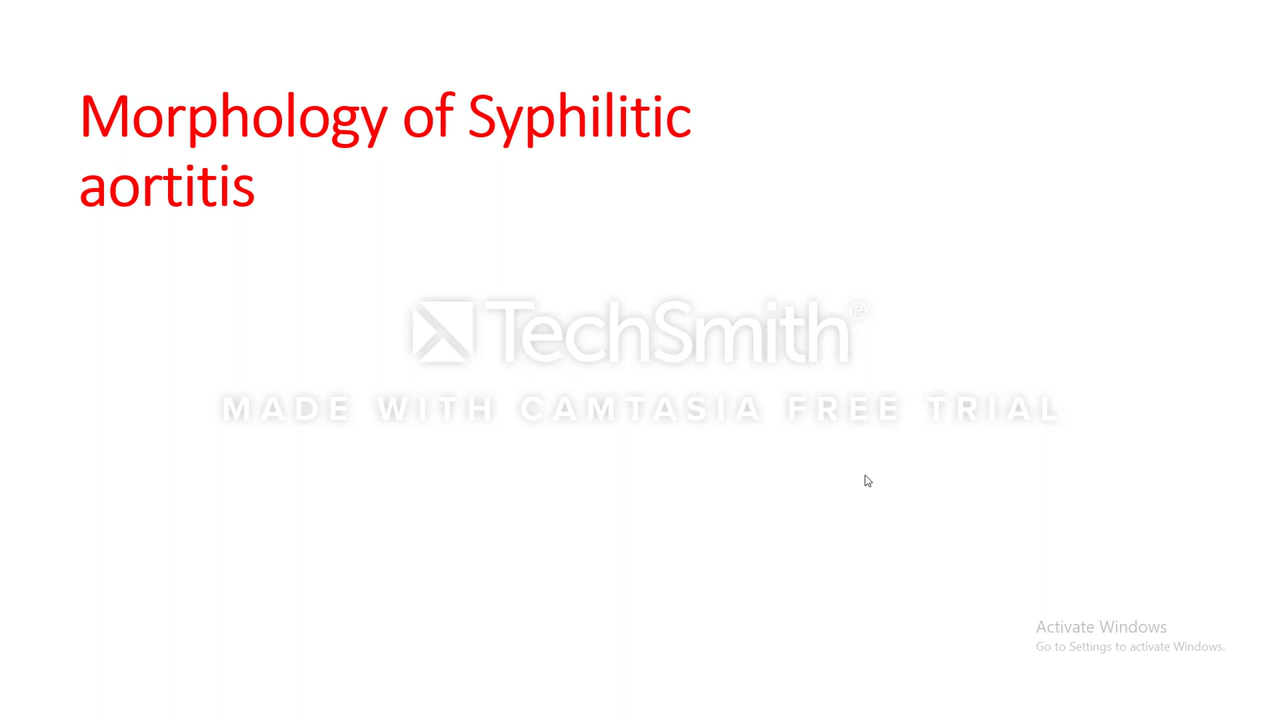 Morphology of Syphilitic
aortitis
TechSmith®
MADE WITH CAMTASIA FREE TRIAL
Activate Windows
Go to Settings to activate Windows.